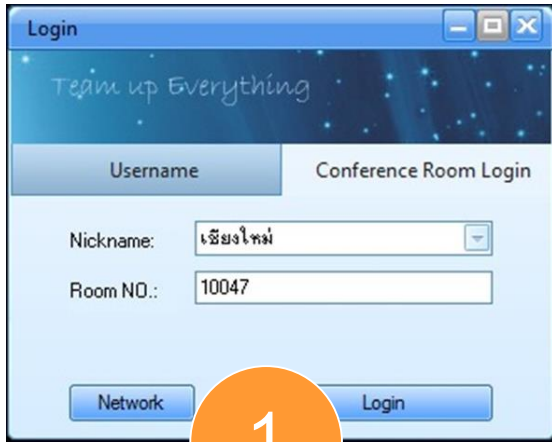 Login
Team up Everything
Username Conference Room Login
Nickname: เชียงใหม่
Room NO.: 10047
Network Login
1